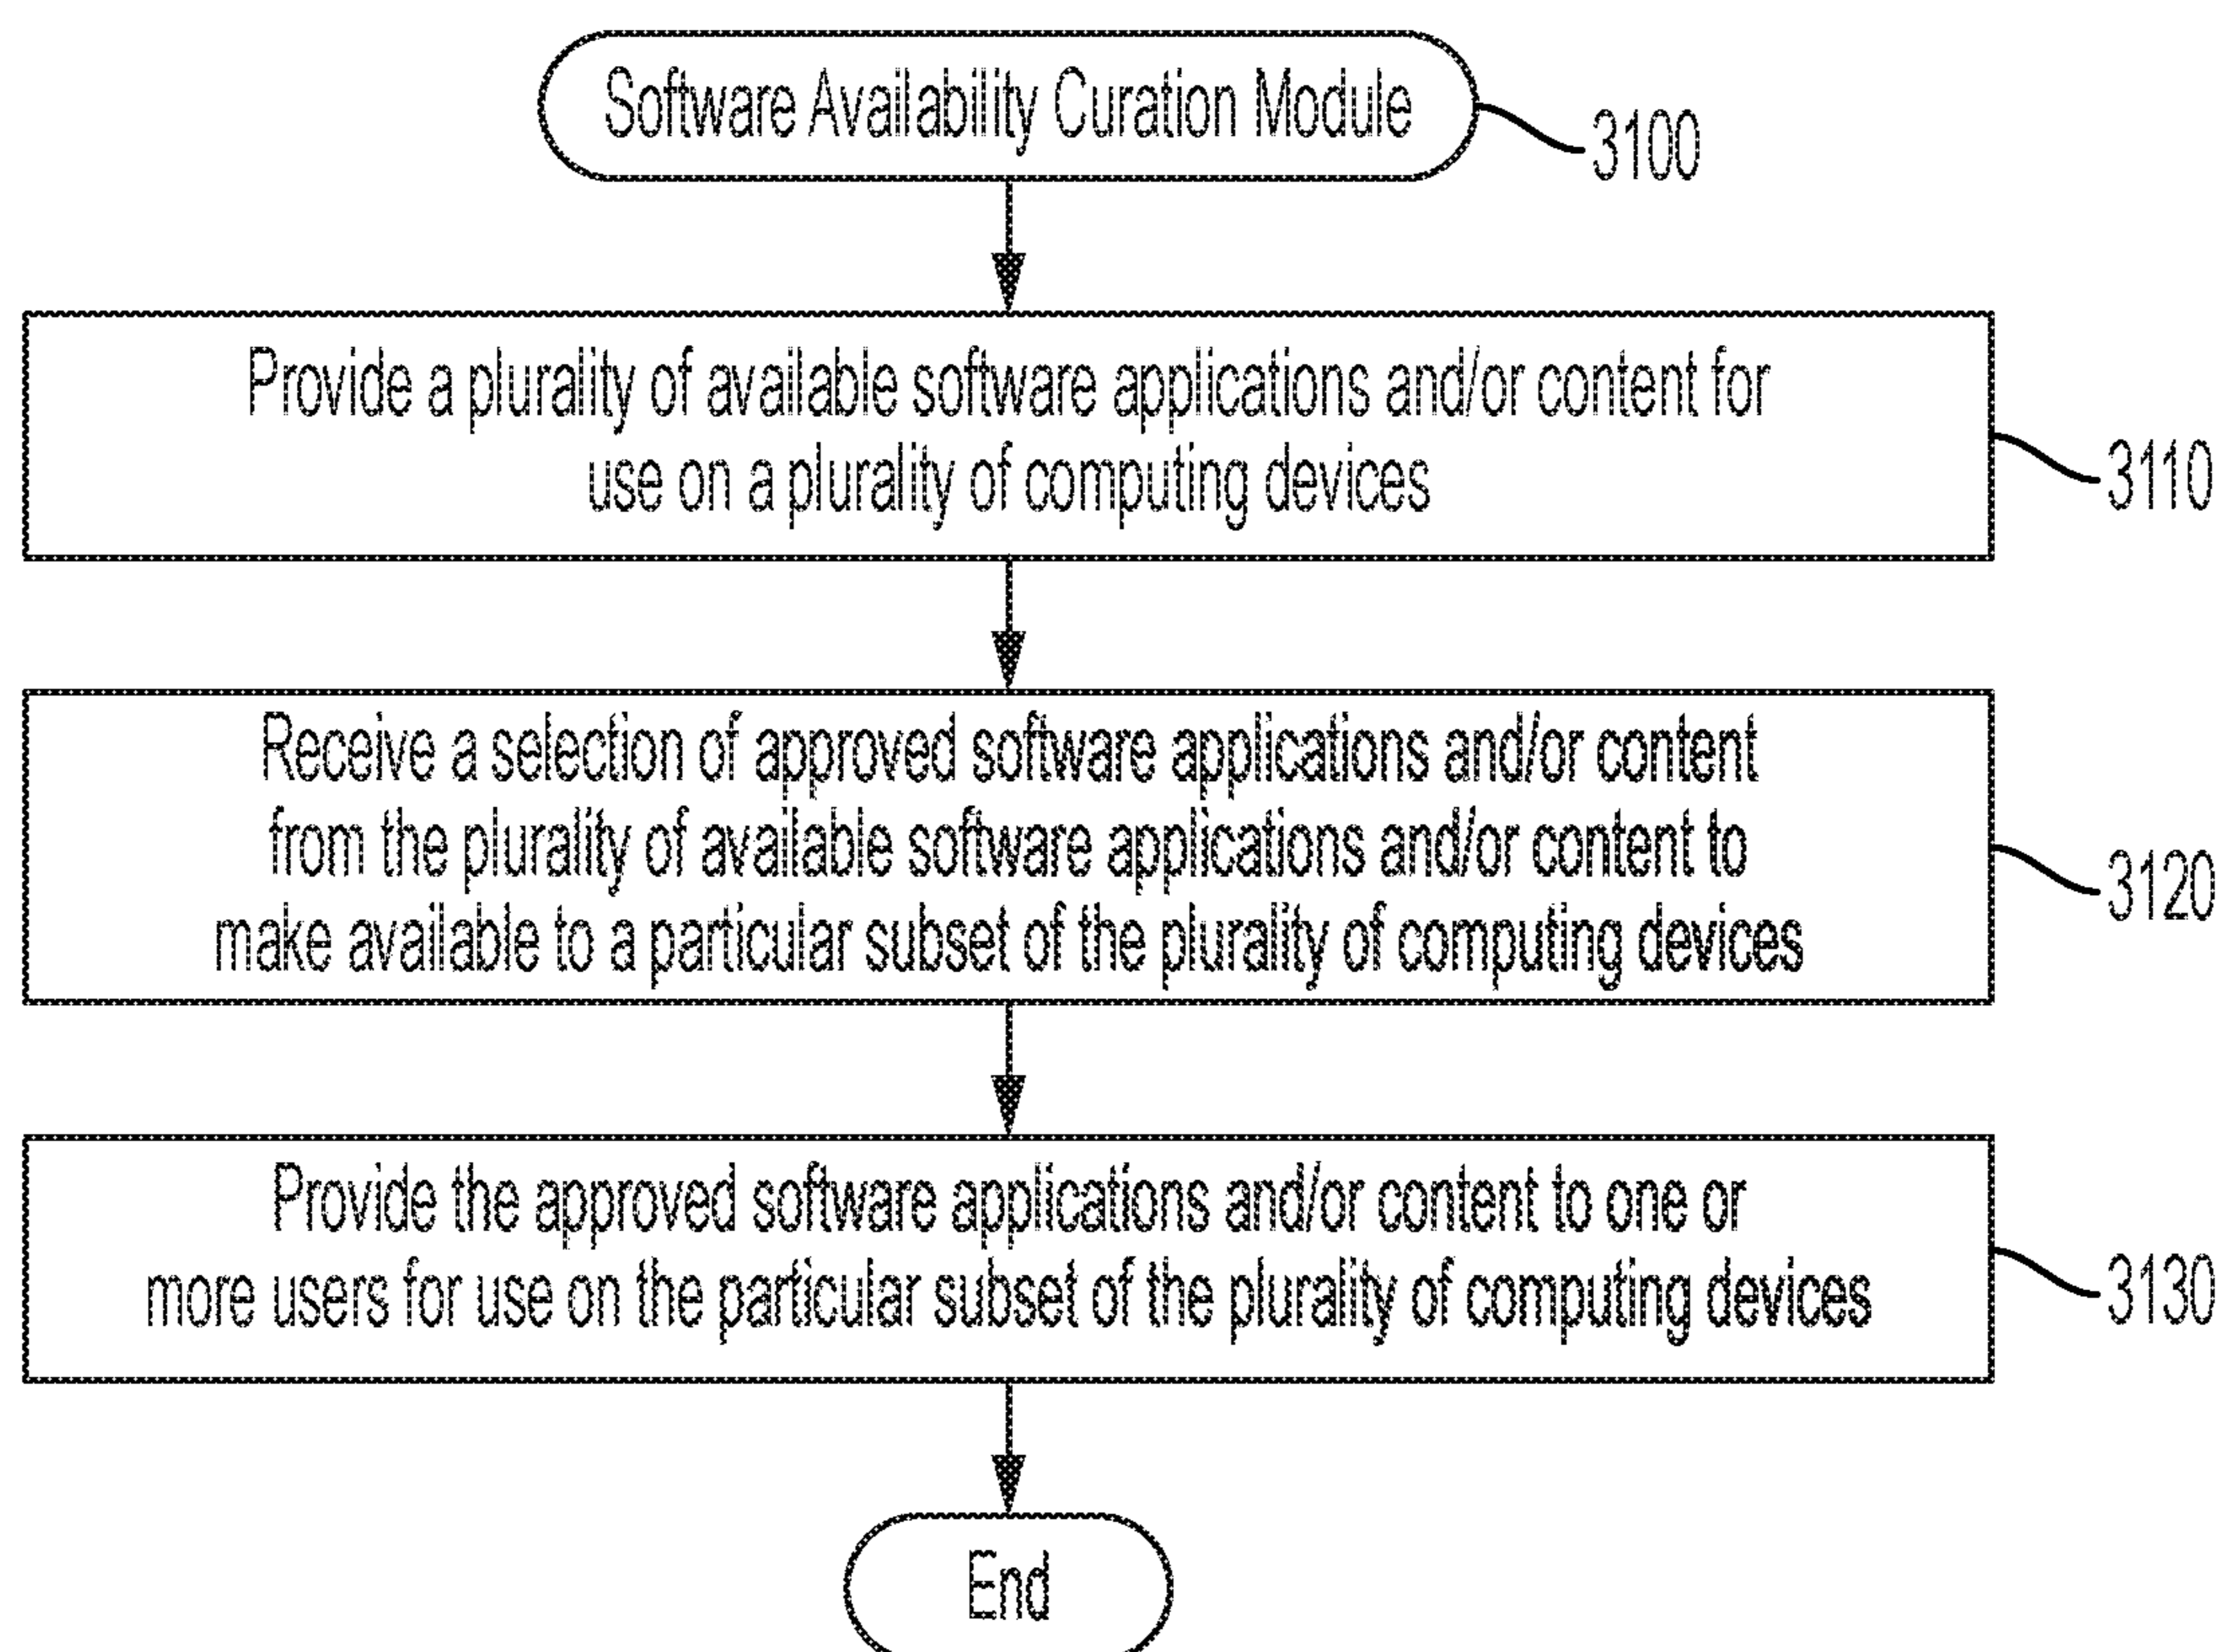 Software Availability Curation Module
3100
Provide a plurality of available software applications and/or content for
use on a plurality of computing devices
3110
Receive a selection of approved software applications and/or content
from the plurality of available software applications and/or content to
make available to a particular subset of the plurality of computing devices
3120
Provide the approved software applications and/or content to one or
more users for use on the particular subset of the plurality of computing devices
3130
End